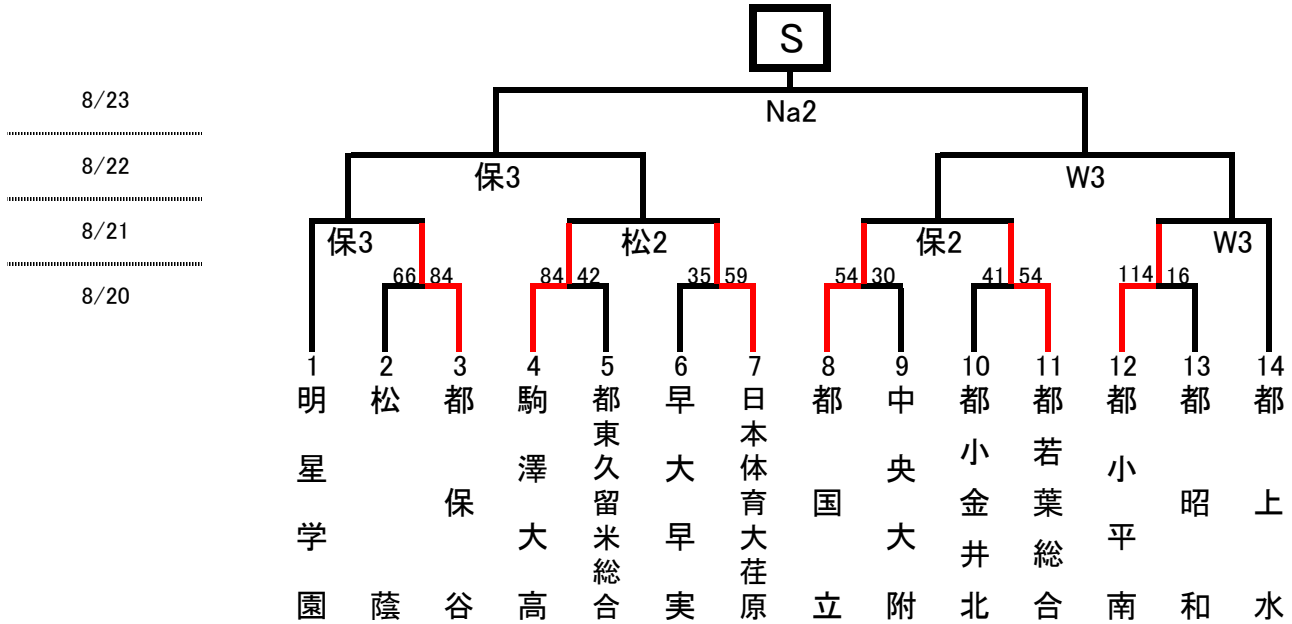 S
8/23
Na2
8/22
保3
W3
8/21
保3
松2
保2
W3
66 84
84 42
35 59
54 30
41 54
114 16
8/20
1 2 3 4 5 6 7 8 9 10 11 12 13 14
明星学園
松蔭
都保谷
駒澤大高
都東久留米総合
早大早実
日本体育大荏原
都国立
中央大附
都小金井北
都若葉総合
都小平南
都昭和
都上水